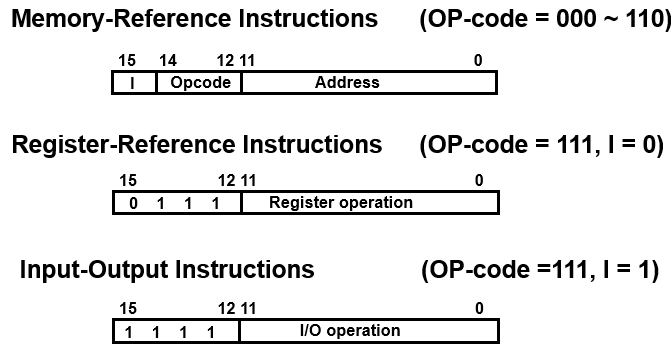 Memory-Reference Instructions (OP-code = 000 ~ 110)
15 14 12 11 0
I Opcode Address
Register-Reference Instructions (OP-code = 111, I = 0)
15 12 11 0
0 1 1 1 Register operation
Input-Output Instructions (OP-code =111, I = 1)
15 12 11 0
1 1 1 1 I/O operation